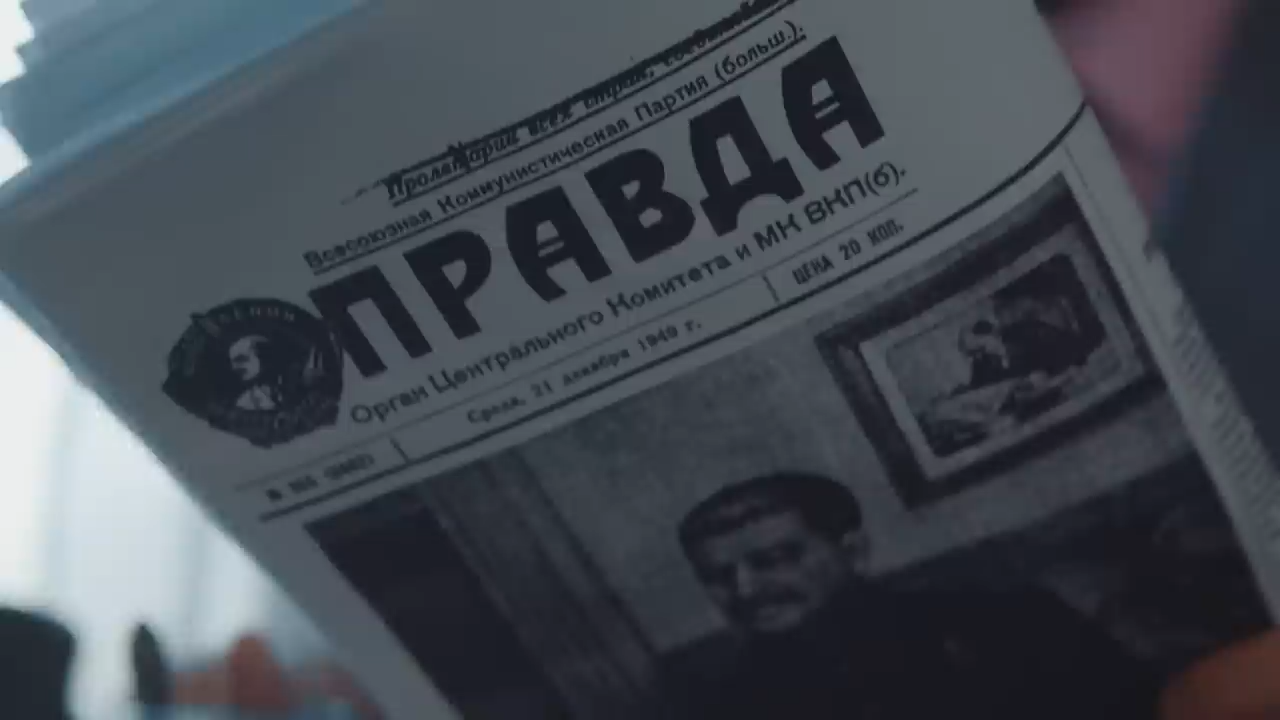 Пролетарии всех стран, соединяйтесь
Всесоюзная Коммунистическая Партия (больш.).
ПРАВДА
Орган Центрального Комитета и МК ВКП(б).
Среда, 21 декабря 1949 г.
ЦЕНА 20 КОП.
ЛЕНИН